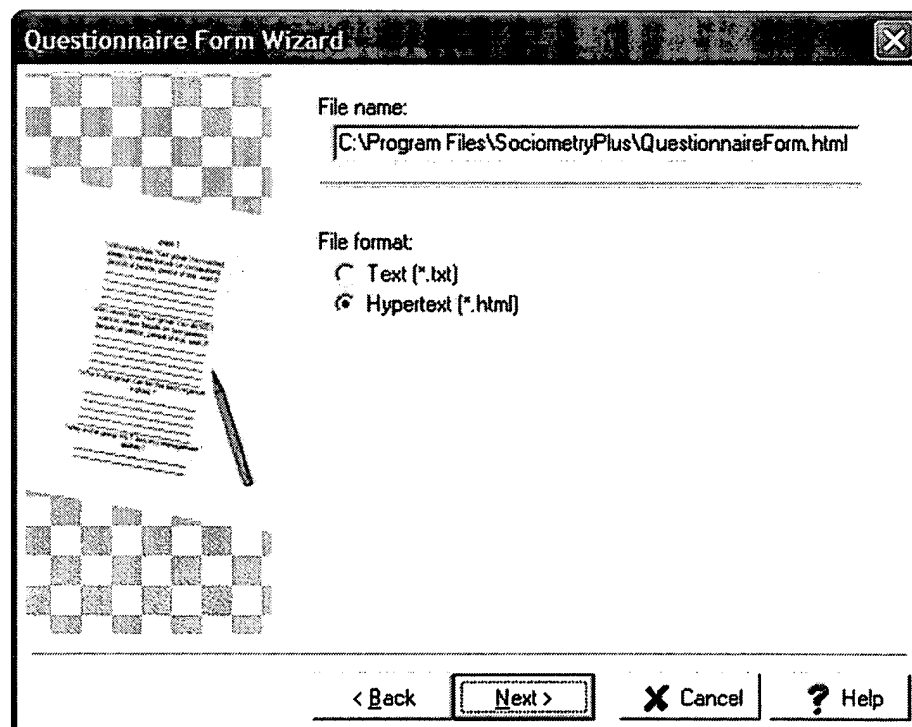 Questionnaire Form Wizard
File name:
C:\Program Files\SociometryPlus\QuestionnaireForm.html
File format:
Text (*.txt)
Hypertext (*.html)
< Back
Next >
Cancel
? Help